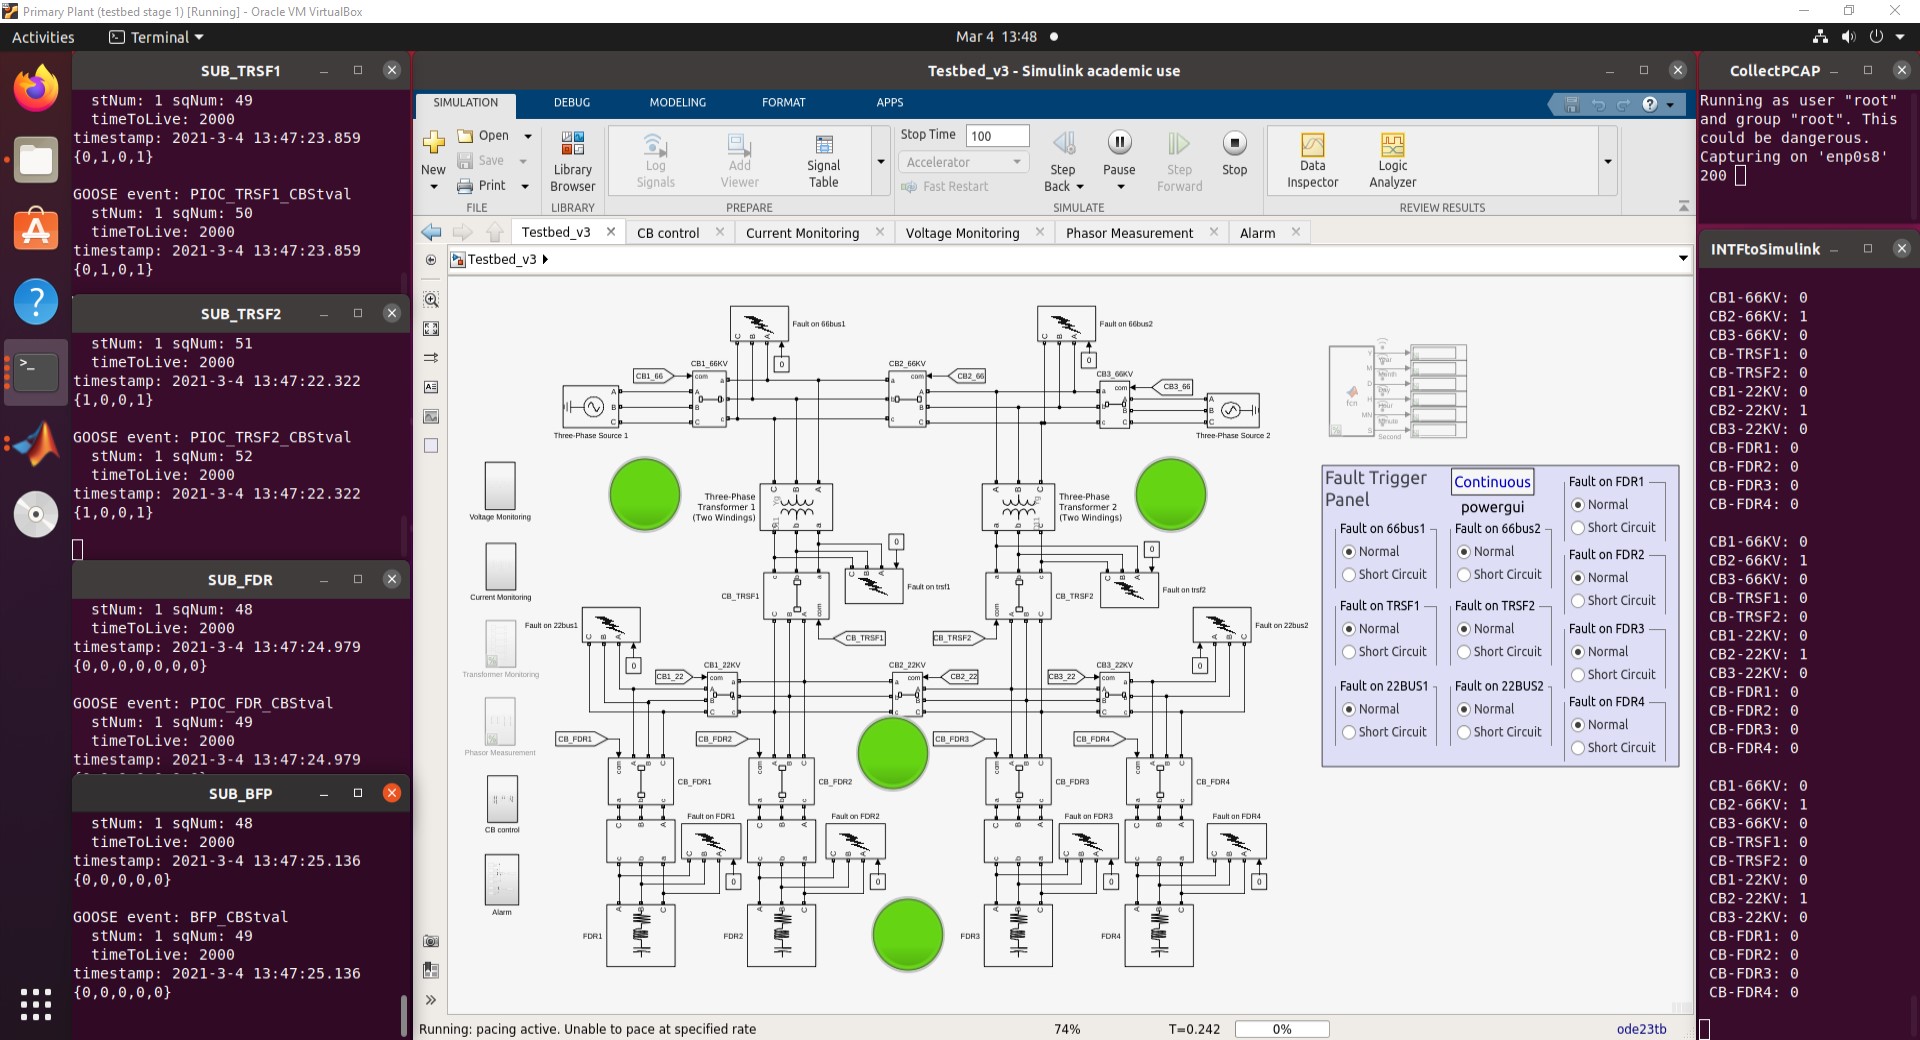 Primary Plant (testbed stage 1) [Running] - Oracle VM VirtualBox
Activities
Terminal
Mar 4 13:48
SUB_TRSF1
stNum: 1 sqNum: 49
timeToLive: 2000
timestamp: 2021-3-4 13:47:23.859
{0,1,0,1}
GOOSE event: PIOC_TRSF1_CBStval
stNum: 1 sqNum: 50
timeToLive: 2000
timestamp: 2021-3-4 13:47:23.859
{0,1,0,1}
SUB_TRSF2
stNum: 1 sqNum: 51
timeToLive: 2000
timestamp: 2021-3-4 13:47:22.322
{1,0,0,1}
GOOSE event: PIOC_TRSF2_CBStval
stNum: 1 sqNum: 52
timeToLive: 2000
timestamp: 2021-3-4 13:47:22.322
{1,0,0,1}
SUB_FDR
stNum: 1 sqNum: 48
timeToLive: 2000
timestamp: 2021-3-4 13:47:24.979
{0,0,0,0,0,0,0}
GOOSE event: PIOC_FDR_CBStval
stNum: 1 sqNum: 49
timeToLive: 2000
timestamp: 2021-3-4 13:47:24.979
SUB_BFP
stNum: 1 sqNum: 48
timeToLive: 2000
timestamp: 2021-3-4 13:47:25.136
{0,0,0,0,0}
GOOSE event: BFP_CBStval
stNum: 1 sqNum: 49
timeToLive: 2000
timestamp: 2021-3-4 13:47:25.136
{0,0,0,0,0}
Testbed_v3 - Simulink academic use
SIMULATION DEBUG MODELING FORMAT APPS
New
Open
Save
Print
FILE
Library
Browser
LIBRARY
Log
Signals
Add
Viewer
Signal
Table
PREPARE
Stop Time 100
Accelerator
Fast Restart
Step
Back
Pause
Step
Forward
Stop
SIMULATE
Data
Inspector
Logic
Analyzer
REVIEW RESULTS
Testbed_v3 CB control Current Monitoring Voltage Monitoring Phasor Measurement Alarm
Testbed_v3
Fault on 66bus1
Fault on 66bus2
CB1_66KV
CB2_66KV
CB3_66KV
CB1_66
CB2_66
CB3_66
Three-Phase Source 1
Three-Phase Source 2
Three-Phase
Transformer 1
(Two Windings)
Three-Phase
Transformer 2
(Two Windings)
Voltage Monitoring
Current Monitoring
Transformer Monitoring
Phasor Measurement
CB control
Alarm
CB_TRSF1
Fault on trsf1
CB_TRSF2
Fault on trsf2
CB_TRSF1
CB_TRSF2
Fault on 22bus1
Fault on 22bus2
CB1_22KV
CB2_22KV
CB3_22KV
CB1_22
CB2_22
CB3_22
CB_FDR1
CB_FDR2
CB_FDR3
CB_FDR4
CB_FDR1
CB_FDR2
CB_FDR3
CB_FDR4
Fault on FDR1
Fault on FDR2
Fault on FDR3
Fault on FDR4
FDR1
FDR2
FDR3
FDR4
fcn
Year
Month
Day
Hour
Minute
Second
Fault Trigger
Panel
Continuous
powergui
Fault on 66bus1
Normal
Short Circuit
Fault on 66bus2
Normal
Short Circuit
Fault on TRSF1
Normal
Short Circuit
Fault on TRSF2
Normal
Short Circuit
Fault on 22BUS1
Normal
Short Circuit
Fault on 22BUS2
Normal
Short Circuit
Fault on FDR1
Normal
Short Circuit
Fault on FDR2
Normal
Short Circuit
Fault on FDR3
Normal
Short Circuit
Fault on FDR4
Normal
Short Circuit
Running: pacing active. Unable to pace at specified rate
74%
T=0.242
0%
ode23tb
CollectPCAP
Running as user "root"
and group "root". This
could be dangerous.
Capturing on 'enp0s8'
200
INTFtoSimulink
CB1-66KV: 0
CB2-66KV: 1
CB3-66KV: 0
CB-TRSF1: 0
CB-TRSF2: 0
CB1-22KV: 0
CB2-22KV: 1
CB3-22KV: 0
CB-FDR1: 0
CB-FDR2: 0
CB-FDR3: 0
CB-FDR4: 0
CB1-66KV: 0
CB2-66KV: 1
CB3-66KV: 0
CB-TRSF1: 0
CB-TRSF2: 0
CB1-22KV: 0
CB2-22KV: 1
CB3-22KV: 0
CB-FDR1: 0
CB-FDR2: 0
CB-FDR3: 0
CB-FDR4: 0
CB1-66KV: 0
CB2-66KV: 1
CB3-66KV: 0
CB-TRSF1: 0
CB-TRSF2: 0
CB1-22KV: 0
CB2-22KV: 1
CB3-22KV: 0
CB-FDR1: 0
CB-FDR2: 0
CB-FDR3: 0
CB-FDR4: 0